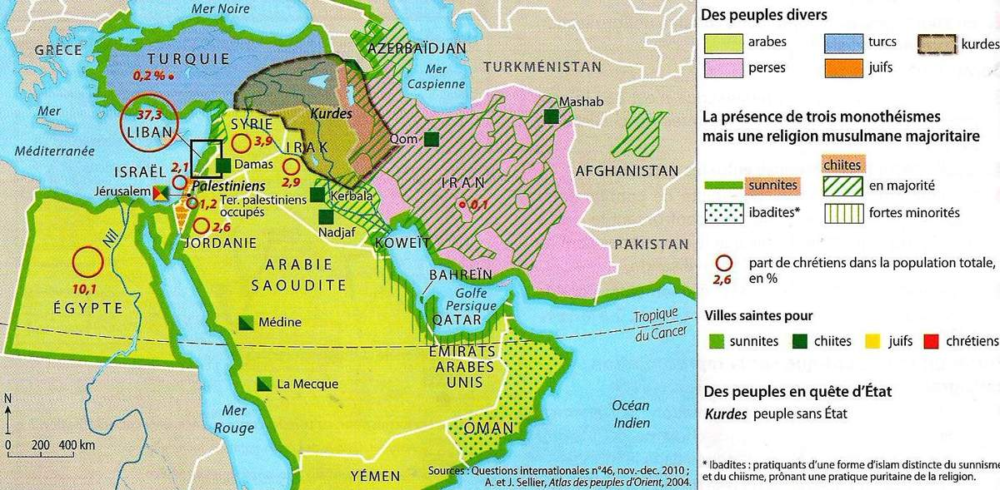 Mer Noire
GRÈCE
TURQUIE
0,2 %
AZERBAÏDJAN
TURKMÉNISTAN
Mer
Caspienne
Mer
Méditerranée
37,3
LIBAN
SYRIE
3,9
Kurdes
IRAK
2,9
Qom
Mashab
Damas
ISRAËL
2,1
Jérusalem
Palestiniens
1,2
Ter. palestiniens
occupés
2,6
JORDANIE
Kerbala
Nadjaf
IRAN
0,1
AFGHANISTAN
PAKISTAN
KOWEÏT
Nil
10,1
ÉGYPTE
ARABIE
SAOUDITE
BAHREÏN
Golfe
Persique
QATAR
Médine
Tropique
du Cancer
ÉMIRATS
ARABES
UNIS
La Mecque
Mer
Rouge
OMAN
Océan
Indien
YÉMEN
N
0 200 400 km
Sources : Questions internationales n°46, nov.-dec. 2010 ;
A. et J. Sellier, Atlas des peuples d'Orient, 2004.
Des peuples divers
arabes
turcs
kurdes
perses
juifs
La présence de trois monothéismes
mais une religion musulmane majoritaire
chiites
sunnites
en majorité
ibadites*
fortes minorités
2,6
part de chrétiens dans la population totale,
en %
Villes saintes pour
sunnites
chiites
juifs
chrétiens
Des peuples en quête d'État
Kurdes peuple sans État
* Ibadites : pratiquants d'une forme d'islam distincte du sunnisme
et du chiisme, prônant une pratique puritaine de la religion.